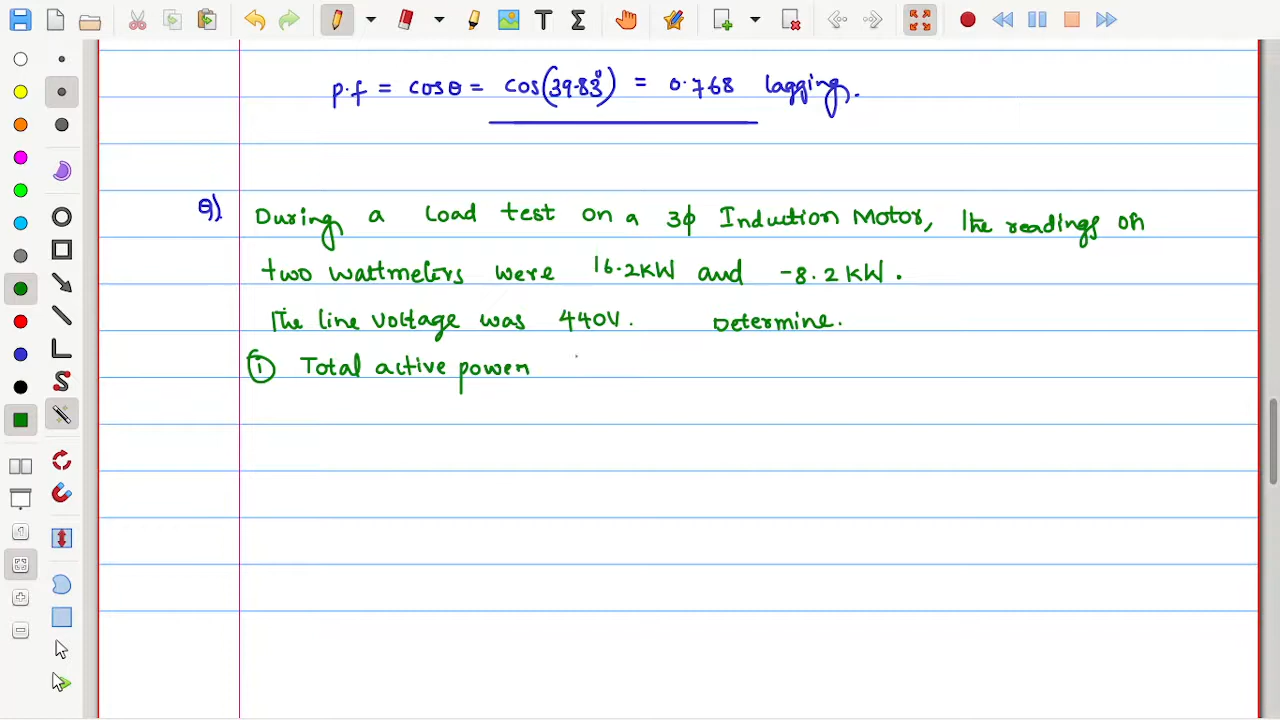 p.f = cosθ = cos(39.83°) = 0.768 lagging.
Q) During a load test on a 3ϕ Induction Motor, the readings on
two wattmeters were 16.2KW and -8.2KW.
The line voltage was 440V. Determine.
① Total active power